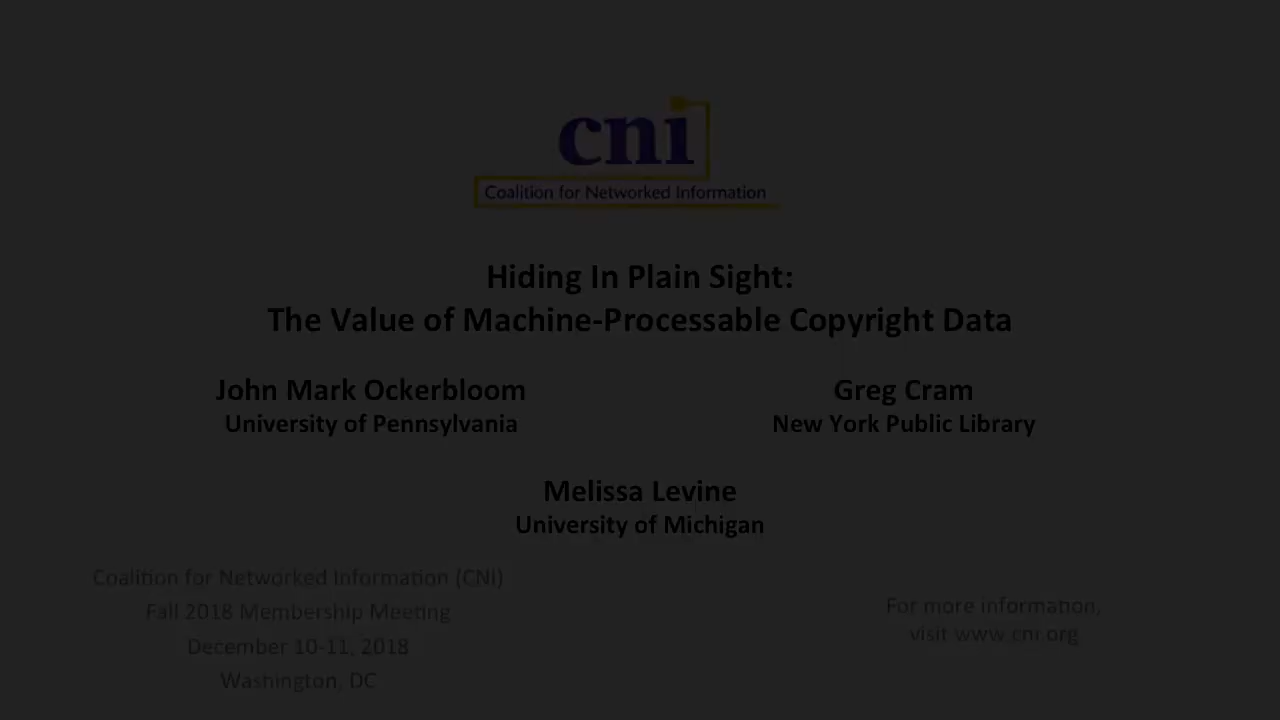 cni
Coalition for Networked Information
Hiding In Plain Sight:
The Value of Machine-Processable Copyright Data
John Mark Ockerbloom
University of Pennsylvania
Greg Cram
New York Public Library
Melissa Levine
University of Michigan
Coalition for Networked Information (CNI)
Fall 2018 Membership Meeting
December 10-11, 2018
Washington, DC
For more information,
visit www.cni.org